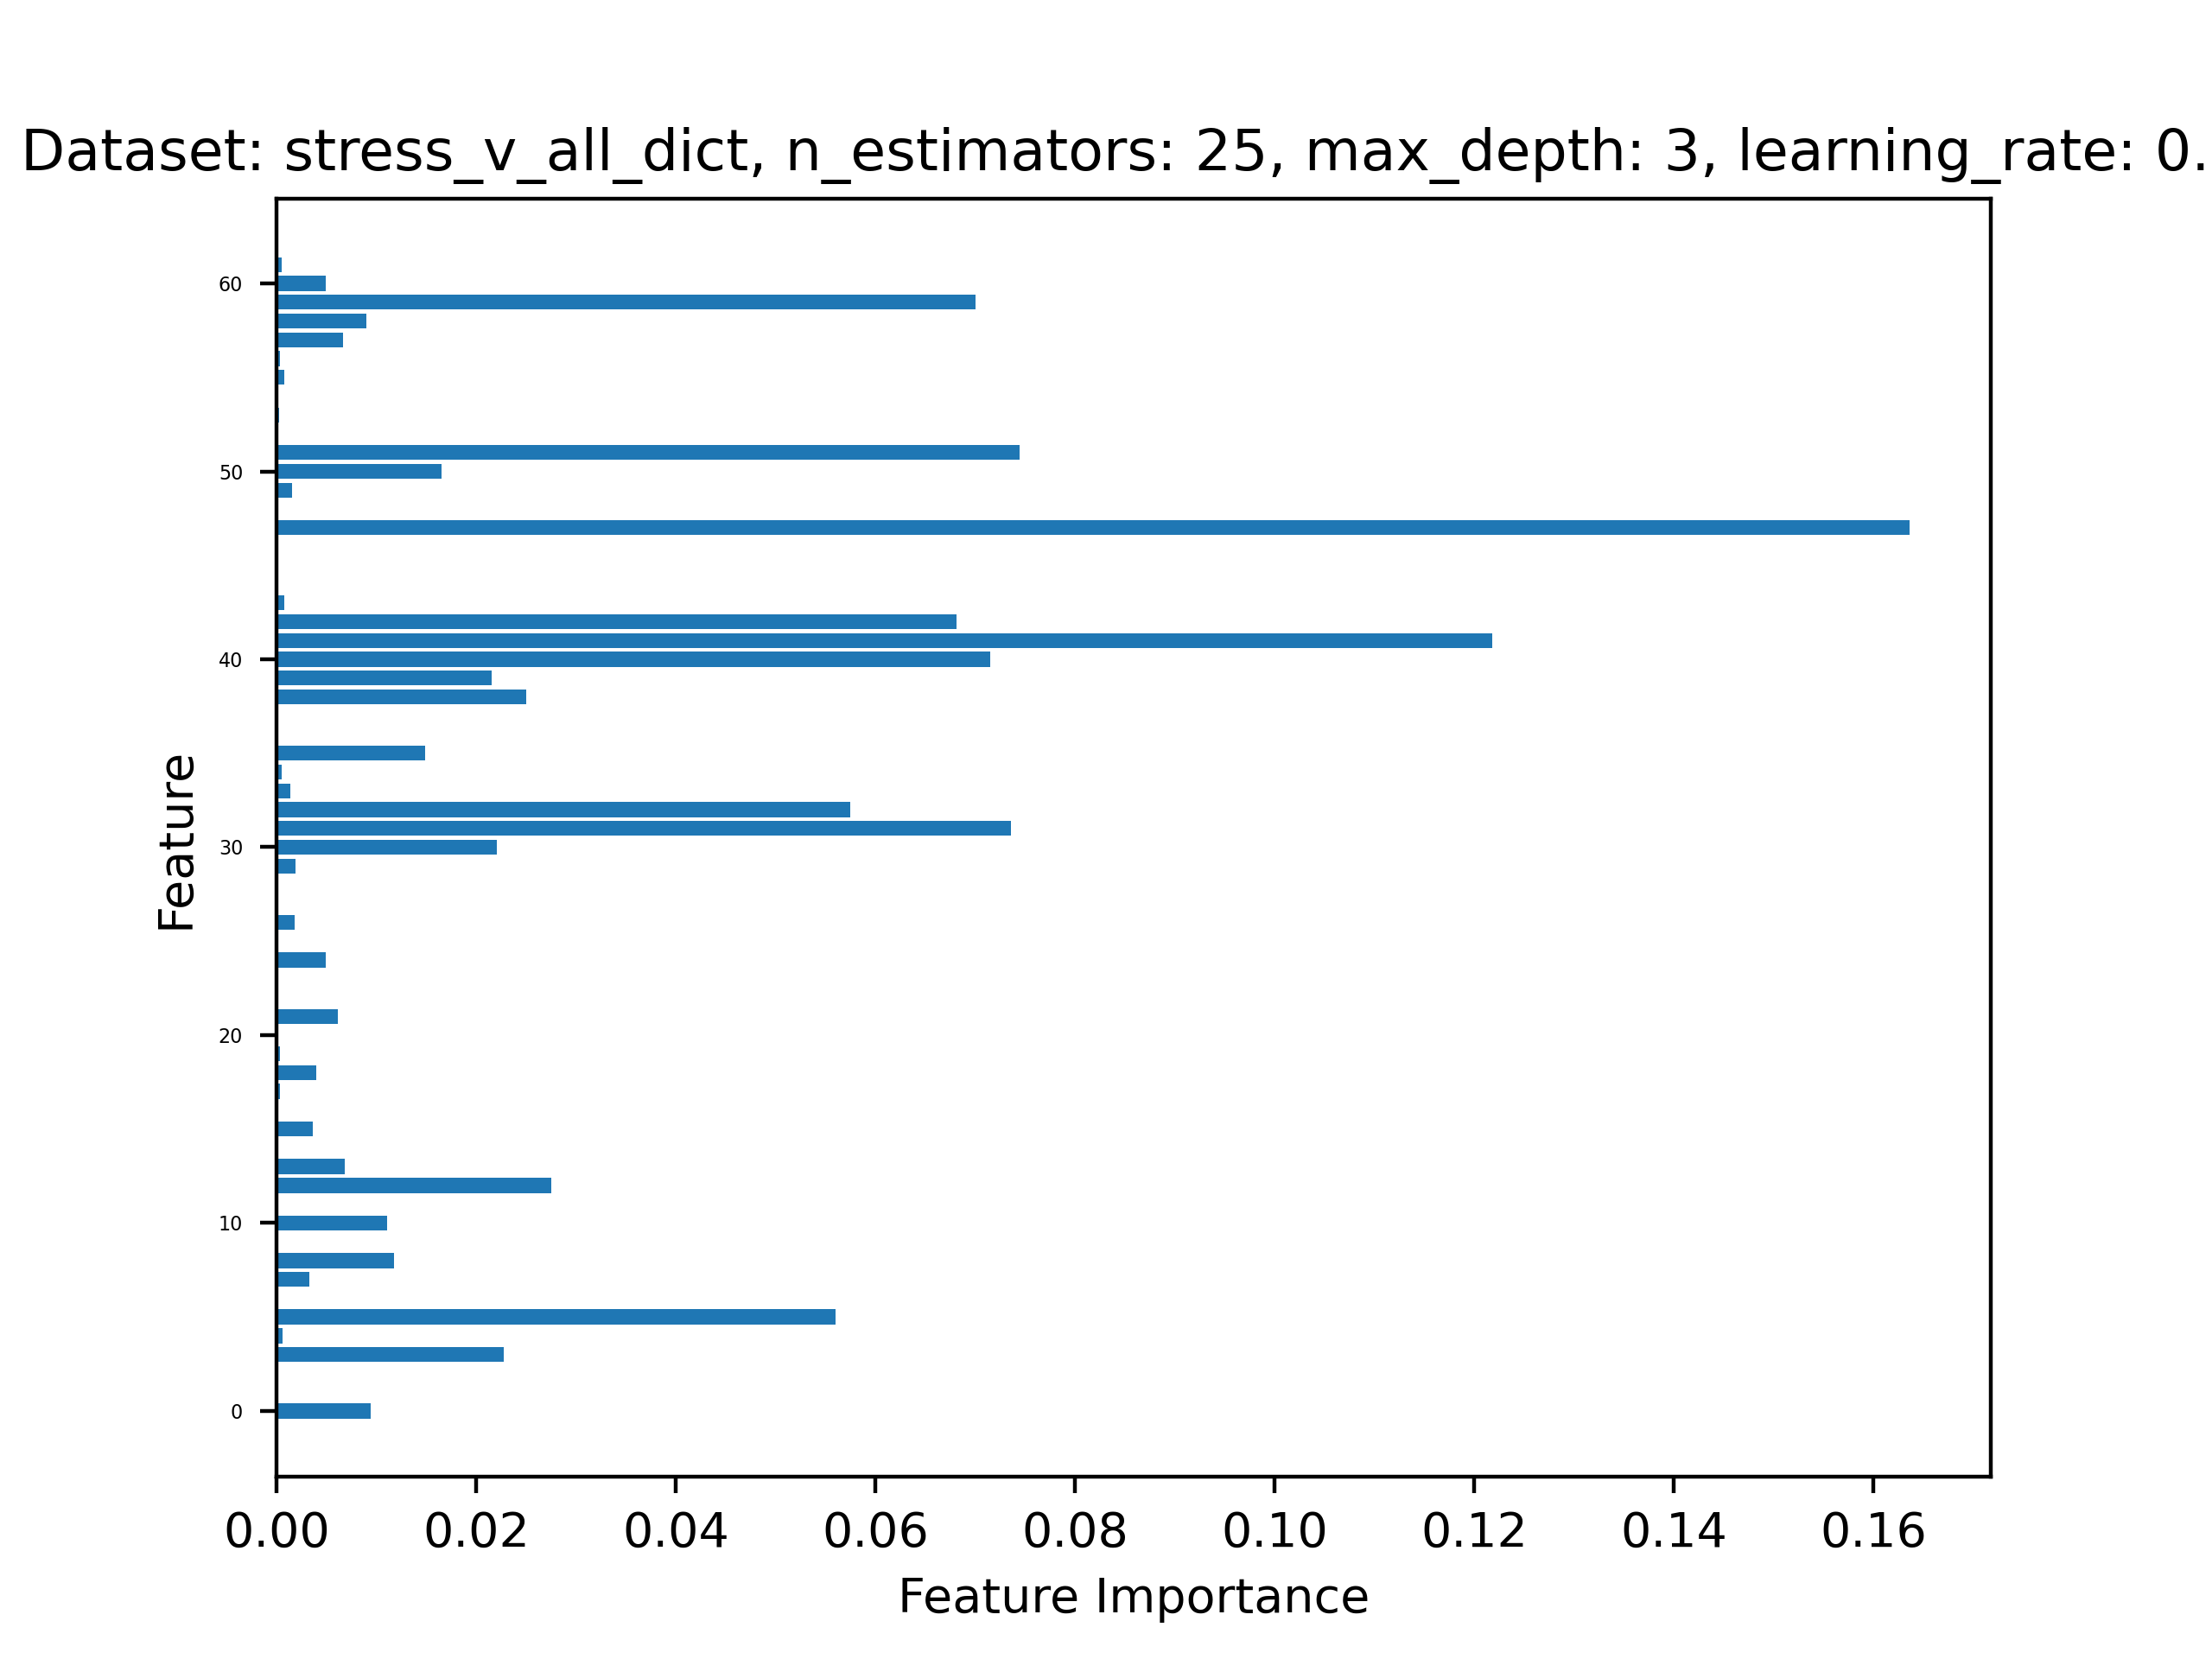 Dataset: stress_v_all_dict, n_estimators: 25, max_depth: 3, learning_rate: 0.
60
50
40
30
20
10
0
Feature
0.00 0.02 0.04 0.06 0.08 0.10 0.12 0.14 0.16
Feature Importance